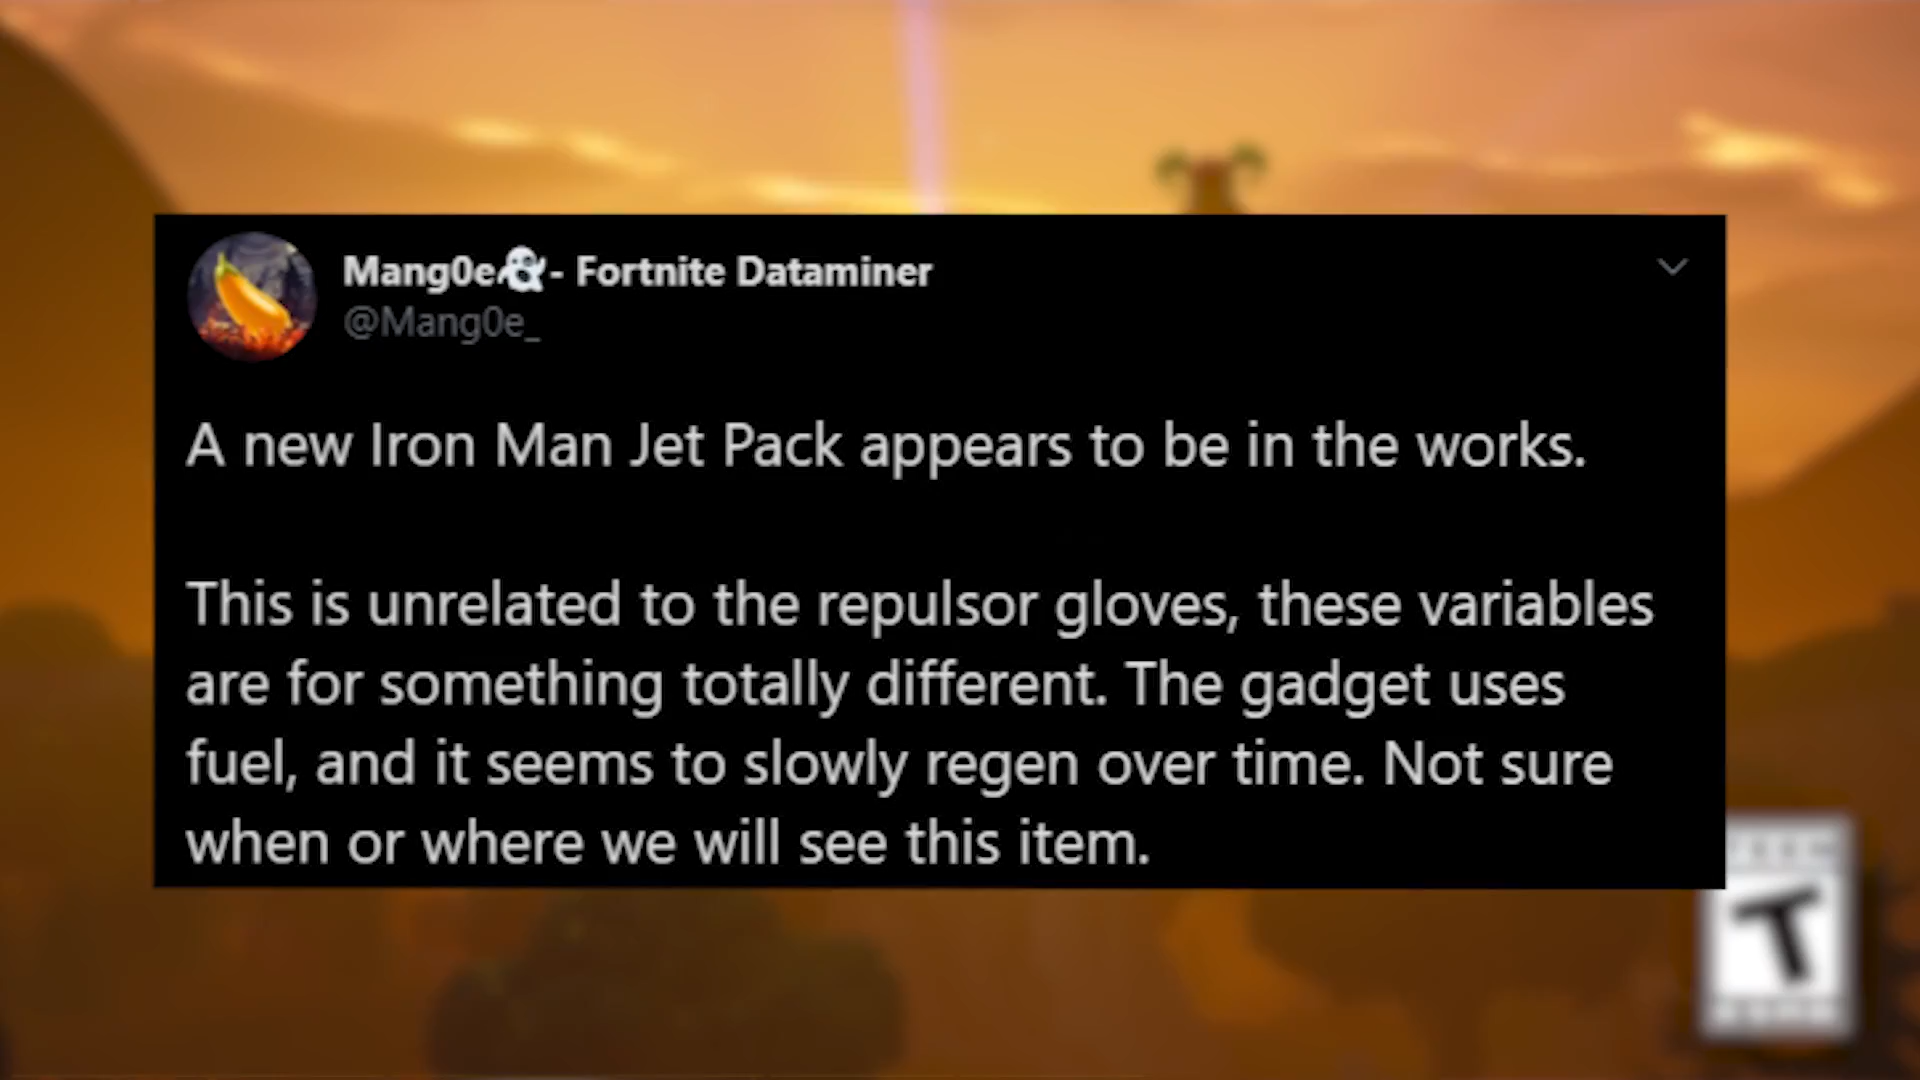 Mang0e👻- Fortnite Dataminer
@Mang0e_
A new Iron Man Jet Pack appears to be in the works.
This is unrelated to the repulsor gloves, these variables
are for something totally different. The gadget uses
fuel, and it seems to slowly regen over time. Not sure
when or where we will see this item.
T